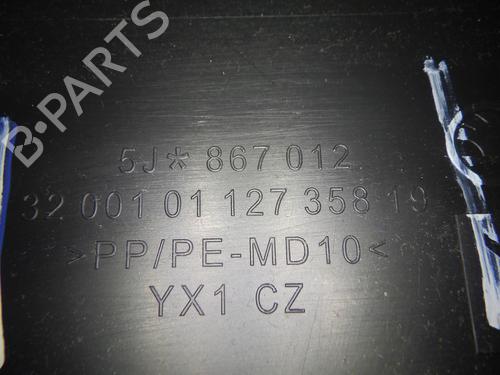 B·PARTS
5J* 867 012
32 001 01 127 358 19
>PP/PE-MD10<
YX1 CZ